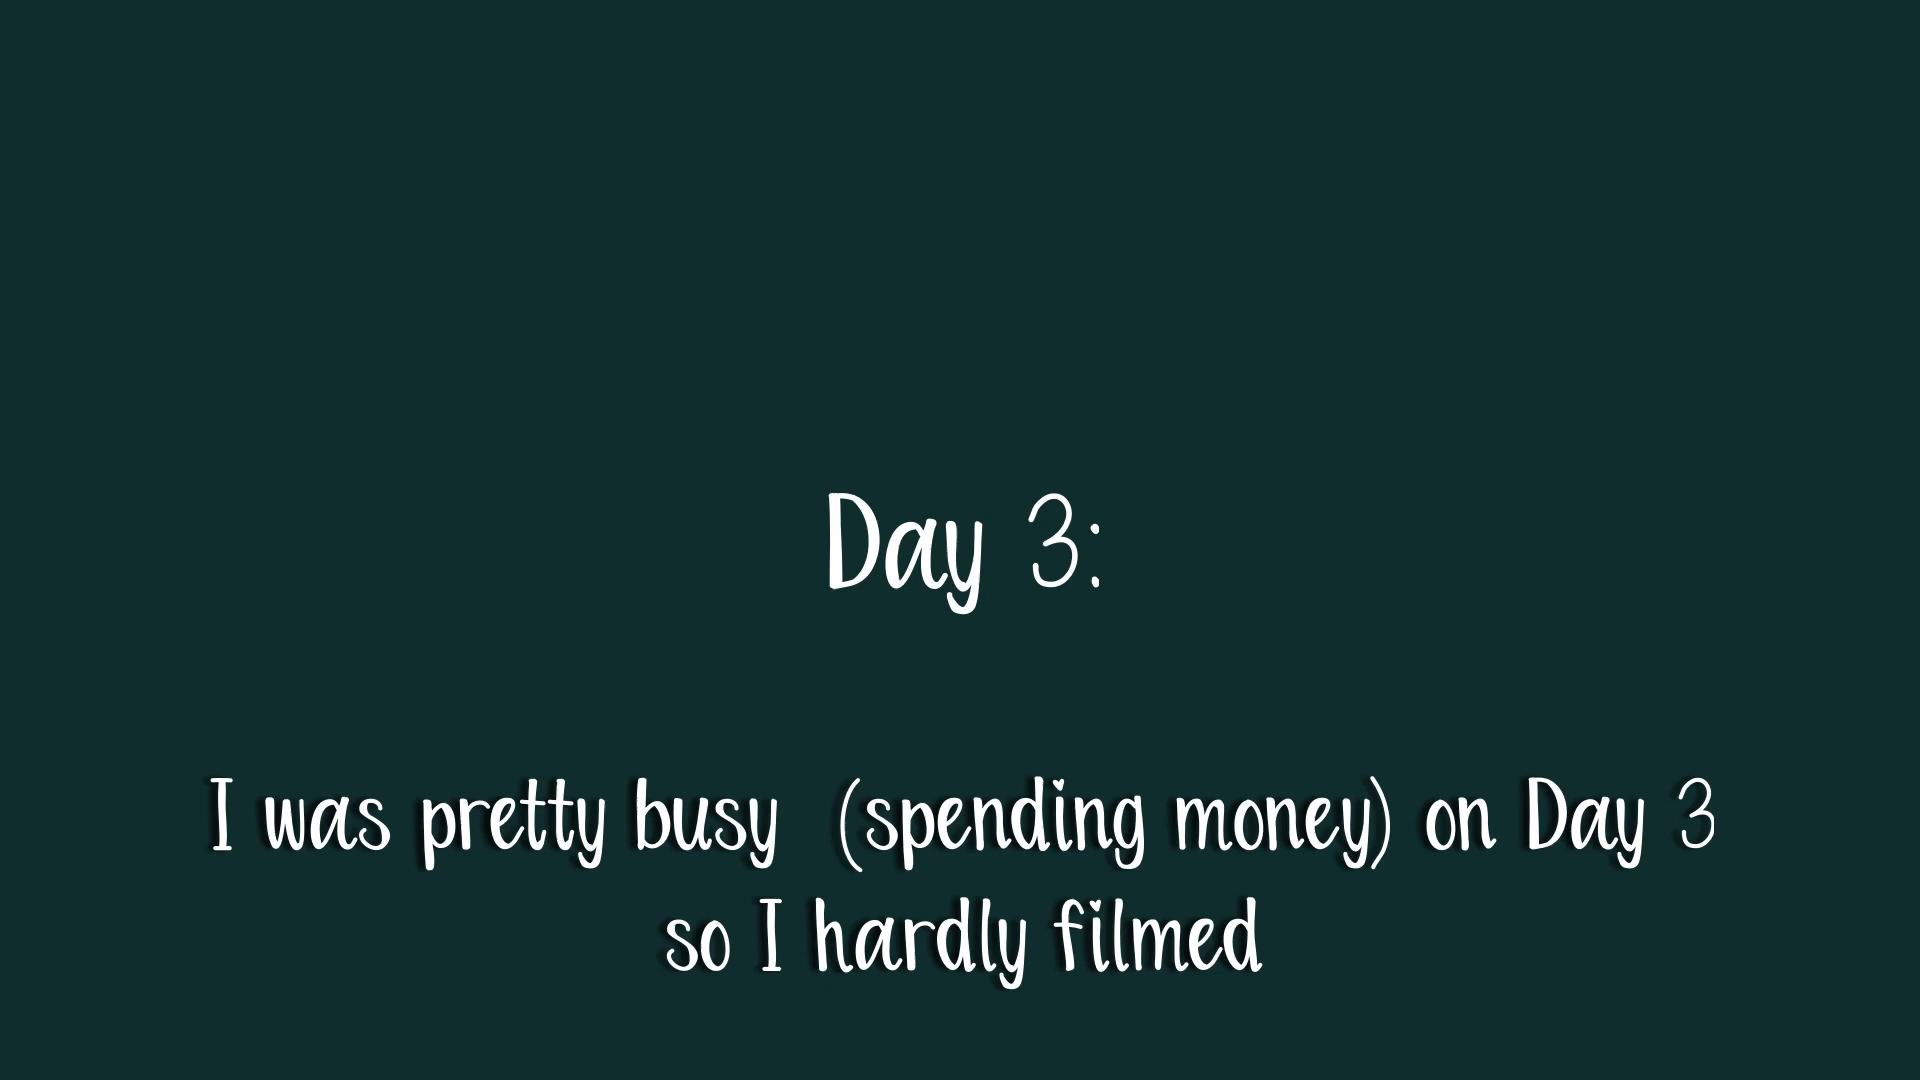 Day 3:
I was pretty busy  (spending money) on Day 3
so I hardly filmed